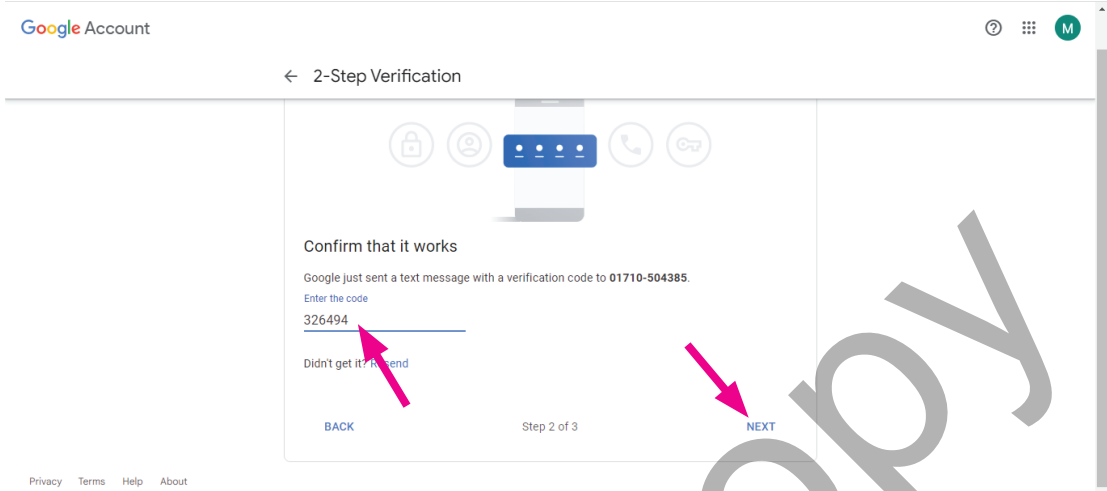 Google Account
M
2-Step Verification
Confirm that it works
Google just sent a text message with a verification code to 01710-504385.
Enter the code
326494
Didn't get it? Resend
BACK Step 2 of 3 NEXT
opy
Privacy Terms Help About